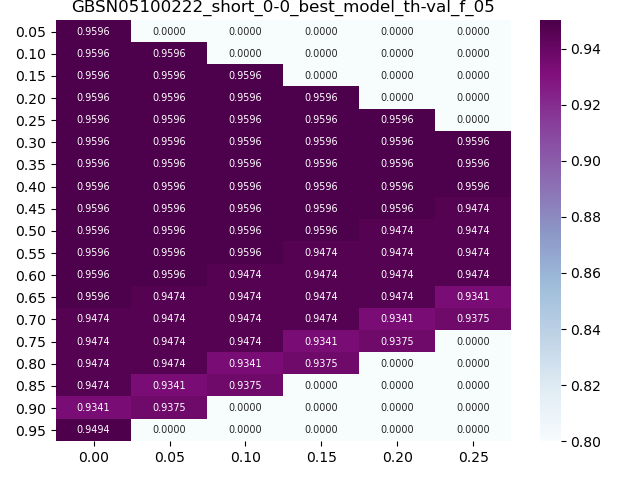 GBSN05100222_short_0-0_best_model_th-val_f_05
0.05 0.9596 0.0000 0.0000 0.0000 0.0000 0.0000
0.10 0.9596 0.9596 0.0000 0.0000 0.0000 0.0000
0.15 0.9596 0.9596 0.9596 0.0000 0.0000 0.0000
0.20 0.9596 0.9596 0.9596 0.9596 0.0000 0.0000
0.25 0.9596 0.9596 0.9596 0.9596 0.9596 0.0000
0.30 0.9596 0.9596 0.9596 0.9596 0.9596 0.9596
0.35 0.9596 0.9596 0.9596 0.9596 0.9596 0.9596
0.40 0.9596 0.9596 0.9596 0.9596 0.9596 0.9596
0.45 0.9596 0.9596 0.9596 0.9596 0.9596 0.9474
0.50 0.9596 0.9596 0.9596 0.9596 0.9474 0.9474
0.55 0.9596 0.9596 0.9596 0.9474 0.9474 0.9474
0.60 0.9596 0.9596 0.9474 0.9474 0.9474 0.9474
0.65 0.9596 0.9474 0.9474 0.9474 0.9474 0.9341
0.70 0.9474 0.9474 0.9474 0.9474 0.9341 0.9375
0.75 0.9474 0.9474 0.9474 0.9341 0.9375 0.0000
0.80 0.9474 0.9474 0.9341 0.9375 0.0000 0.0000
0.85 0.9474 0.9341 0.9375 0.0000 0.0000 0.0000
0.90 0.9341 0.9375 0.0000 0.0000 0.0000 0.0000
0.95 0.9494 0.0000 0.0000 0.0000 0.0000 0.0000
0.00 0.05 0.10 0.15 0.20 0.25
0.94
0.92
0.90
0.88
0.86
0.84
0.82
0.80